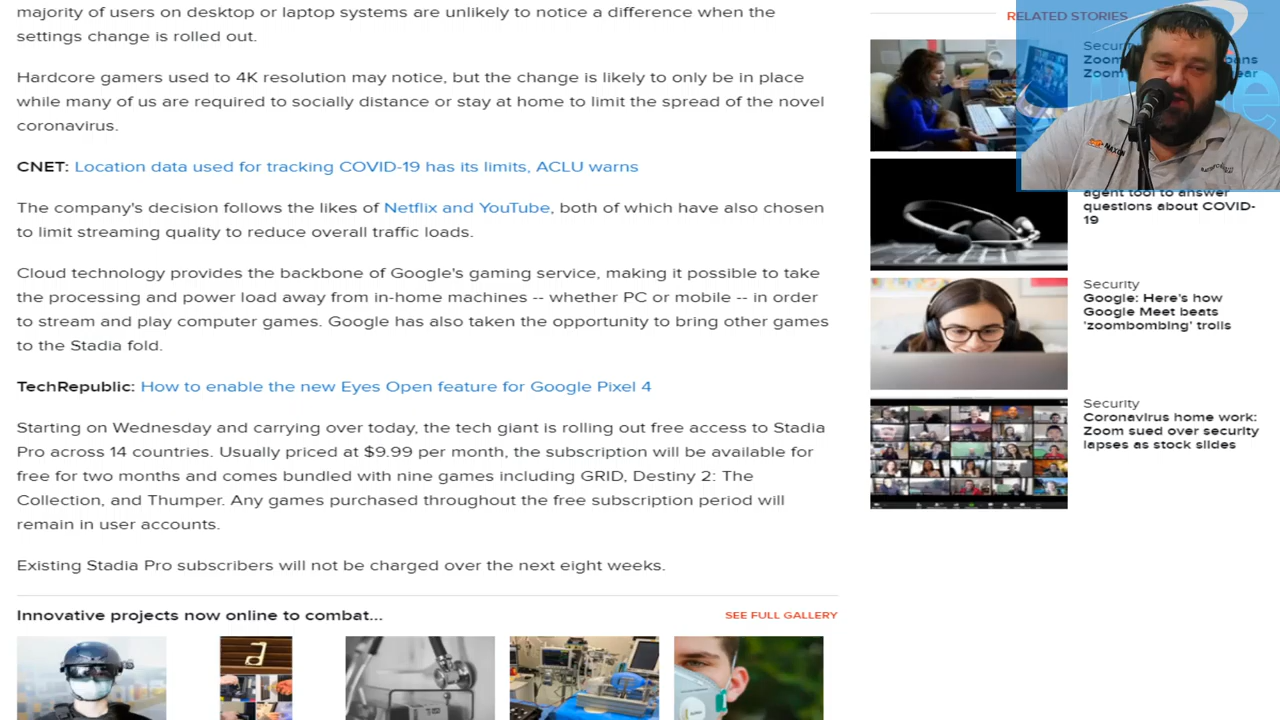 majority of users on desktop or laptop systems are unlikely to notice a difference when the
settings change is rolled out.
Hardcore gamers used to 4K resolution may notice, but the change is likely to only be in place
while many of us are required to socially distance or stay at home to limit the spread of the novel
coronavirus.
CNET: Location data used for tracking COVID-19 has its limits, ACLU warns
The company's decision follows the likes of Netflix and YouTube, both of which have also chosen
to limit streaming quality to reduce overall traffic loads.
Cloud technology provides the backbone of Google's gaming service, making it possible to take
the processing and power load away from in-home machines -- whether PC or mobile -- in order
to stream and play computer games. Google has also taken the opportunity to bring other games
to the Stadia fold.
TechRepublic: How to enable the new Eyes Open feature for Google Pixel 4
Starting on Wednesday and carrying over today, the tech giant is rolling out free access to Stadia
Pro across 14 countries. Usually priced at $9.99 per month, the subscription will be available for
free for two months and comes bundled with nine games including GRID, Destiny 2: The
Collection, and Thumper. Any games purchased throughout the free subscription period will
remain in user accounts.
Existing Stadia Pro subscribers will not be charged over the next eight weeks.
Innovative projects now online to combat...
SEE FULL GALLERY
RELATED STORIES
Zoom
Zoom
agent tool to answer
questions about COVID-
19
Security
Google: Here's how
Google Meet beats
'zoombombing' trolls
Security
Coronavirus home work:
Zoom sued over security
lapses as stock slides